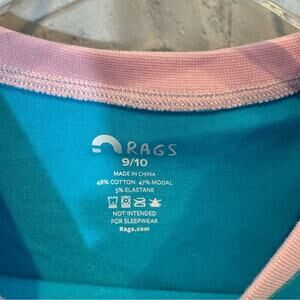 RAGS
9/10
MADE IN CHINA
48% COTTON 47% MODAL
5% ELASTANE
NOT INTENDED
FOR SLEEPWEAR
Rags.com